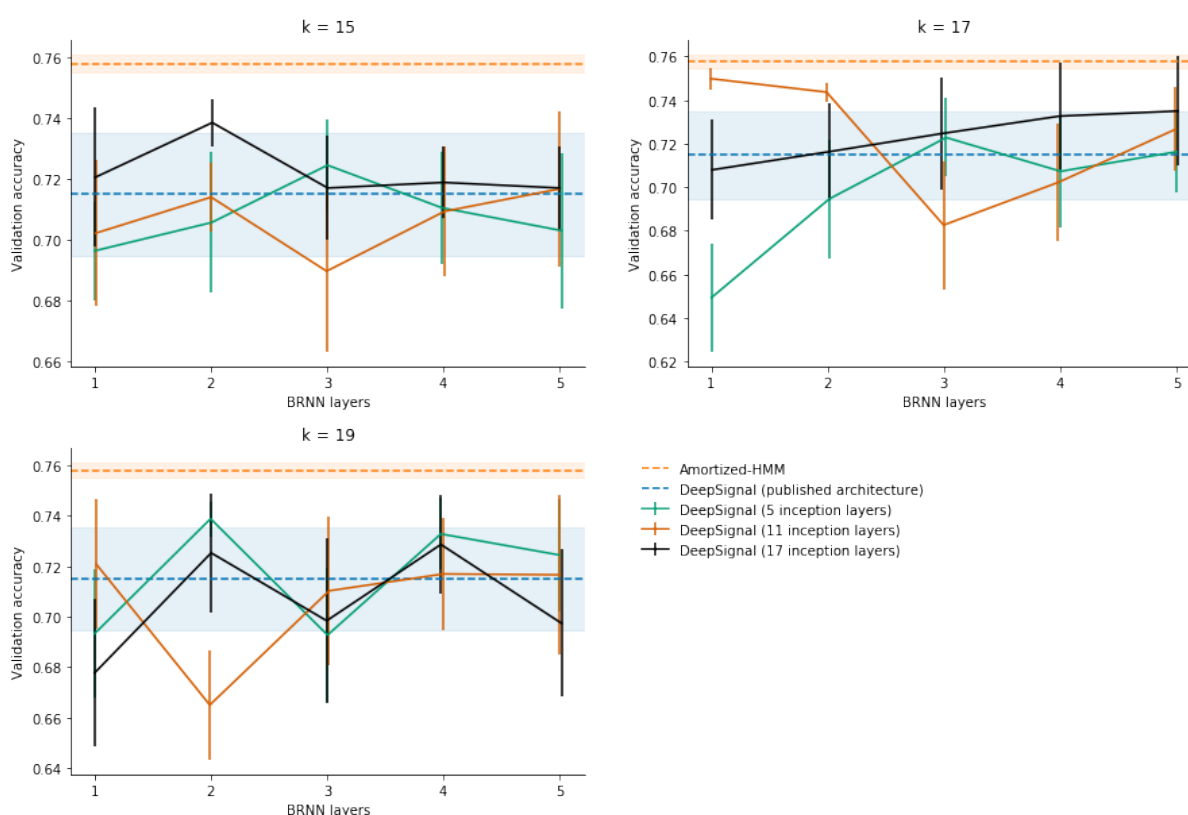 k = 15
0.76
0.74
0.72
0.70
0.68
0.66
Validation accuracy
1 2 3 4 5
BRNN layers
k = 17
0.76
0.74
0.72
0.70
0.68
0.66
0.64
0.62
Validation accuracy
1 2 3 4 5
BRNN layers
k = 19
0.76
0.74
0.72
0.70
0.68
0.66
0.64
Validation accuracy
1 2 3 4 5
BRNN layers
Amortized-HMM
DeepSignal (published architecture)
DeepSignal (5 inception layers)
DeepSignal (11 inception layers)
DeepSignal (17 inception layers)